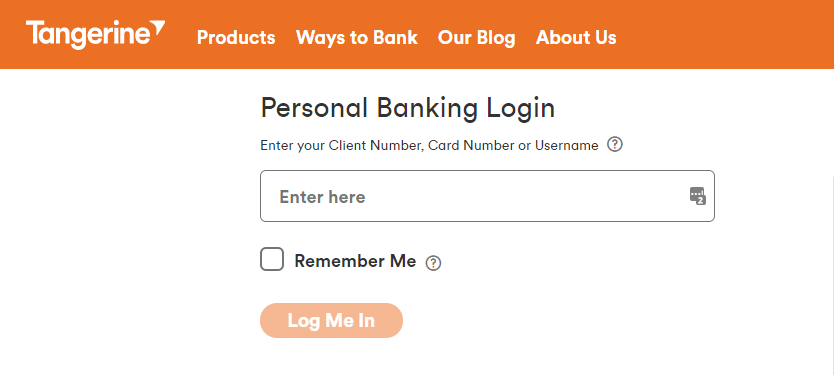 Tangerine Products Ways to Bank Our Blog About Us
Personal Banking Login
Enter your Client Number, Card Number or Username ?
Enter here 2
Remember Me ?
Log Me In